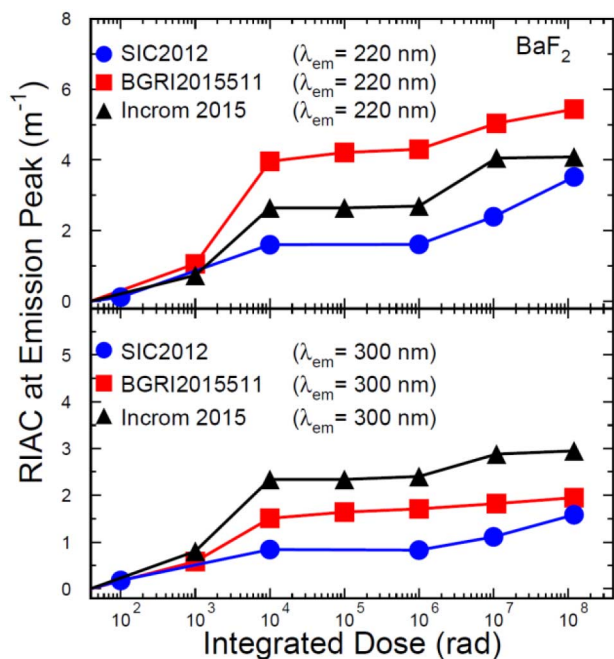 8
6
4
2
0
SIC2012 (λem= 220 nm) BaF2
BGRI2015511 (λem= 220 nm)
Incrom 2015 (λem= 220 nm)
RIAC at Emission Peak (m-1)
5
4
3
2
1
0
SIC2012 (λem= 300 nm)
BGRI2015511 (λem= 300 nm)
Incrom 2015 (λem= 300 nm)
10^2 10^3 10^4 10^5 10^6 10^7 10^8
Integrated Dose (rad)